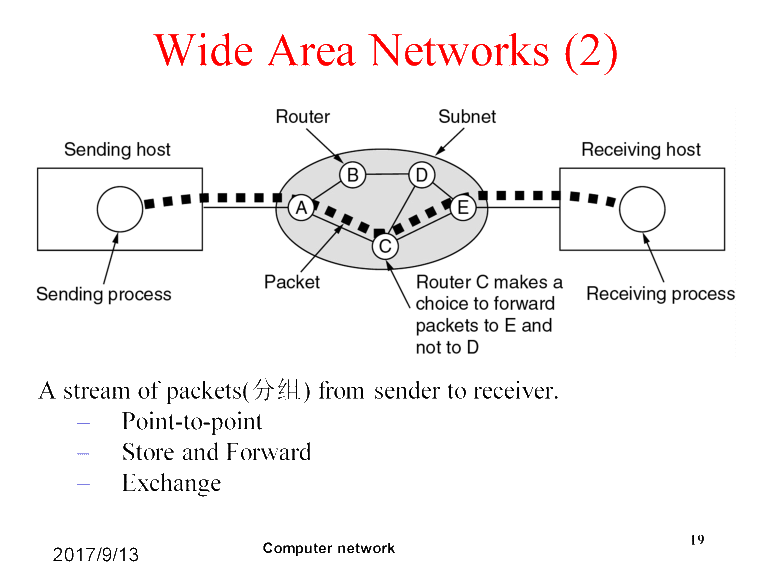 Wide Area Networks (2)
Router
Subnet
Sending host
Receiving host
B
D
A
E
C
Packet
Sending process
Router C makes a
choice to forward
packets to E and
not to D
Receiving process
A stream of packets(分组) from sender to receiver.
– Point-to-point
– Store and Forward
– Exchange
2017/9/13
Computer network
19